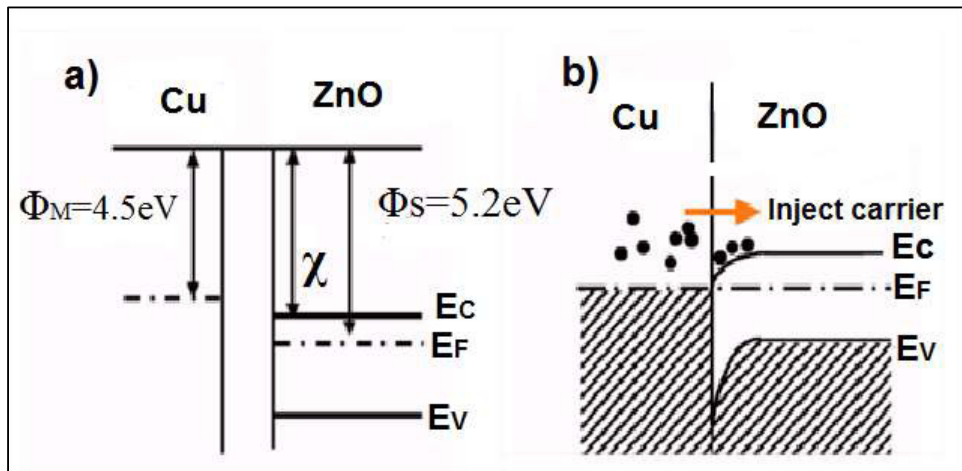 a)
Cu
ZnO
ΦM=4.5eV
Φs=5.2eV
χ
EC
EF
EV
b)
Cu
ZnO
Inject carrier
EC
EF
EV